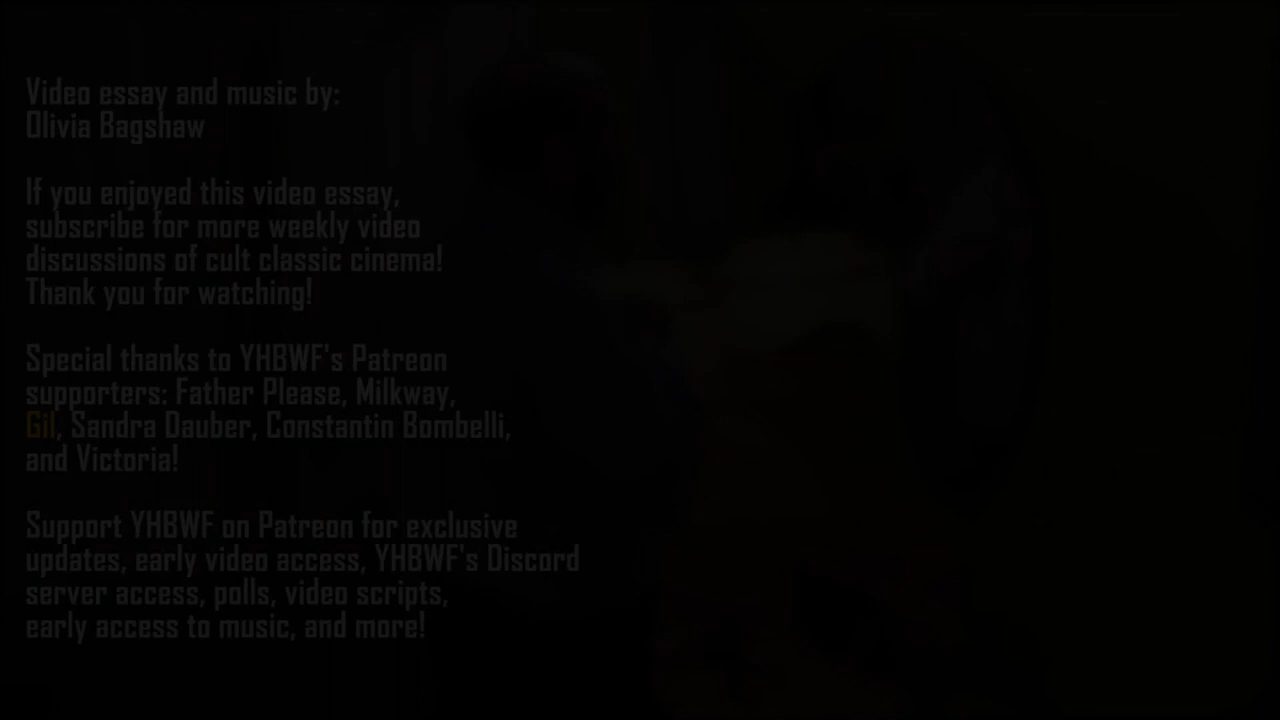 Video essay and music by:
Olivia Bagshaw
If you enjoyed this video essay,
subscribe for more weekly video
discussions of cult classic cinema!
Thank you for watching!
Special thanks to YHBWF's Patreon
supporters: Father Please, Milkway,
Gil, Sandra Dauber, Constantin Bombelli,
and Victoria!
Support YHBWF on Patreon for exclusive
updates, early video access, YHBWF's Discord
server access, polls, video scripts,
early access to music, and more!